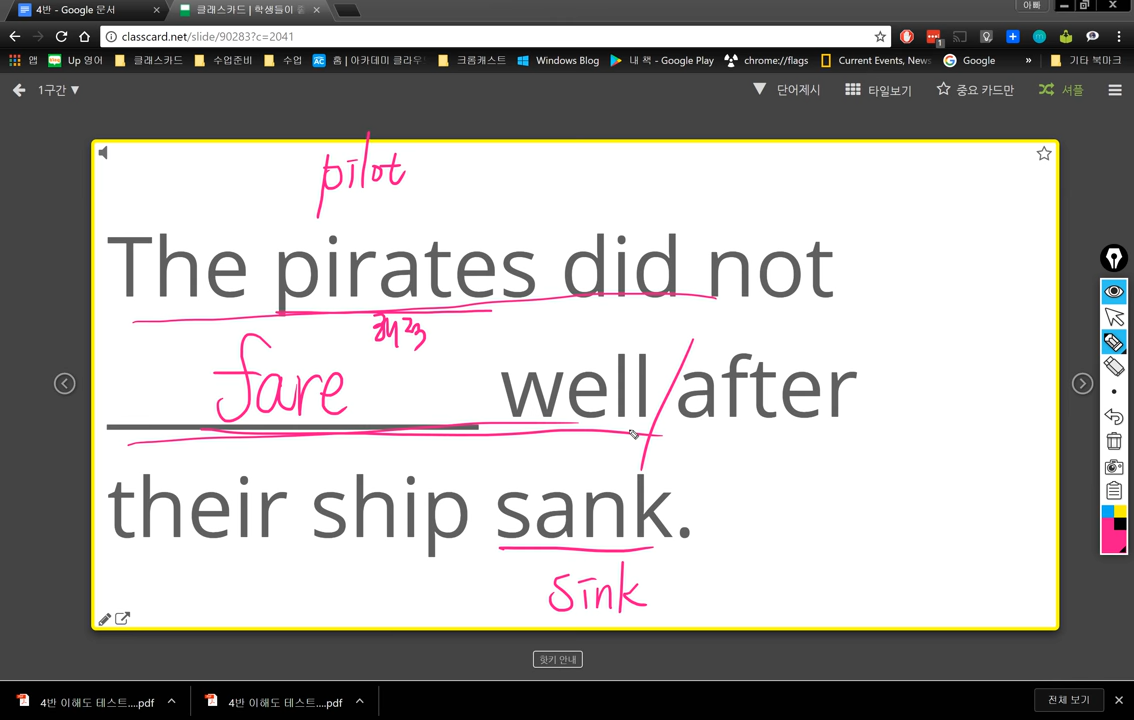 4반 - Google 문서
클래스카드 | 학생들이 플
아빠
classcard.net/slide/90283?c=2041
앱 Up 영어 클래스카드 수업준비 수업 홈 | 아카데미 클라우 크롬캐스트 Windows Blog 내 책 - Google Play chrome://flags Current Events, News Google » 기타 북마크
1구간 ▼ 단어제시 타일보기 중요 카드만 셔플
pilot
The pirates did not
해적
fare well after
their ship sank.
sink
핫키 안내
4반 이해도 테스트....pdf 4반 이해도 테스트....pdf 전체 보기